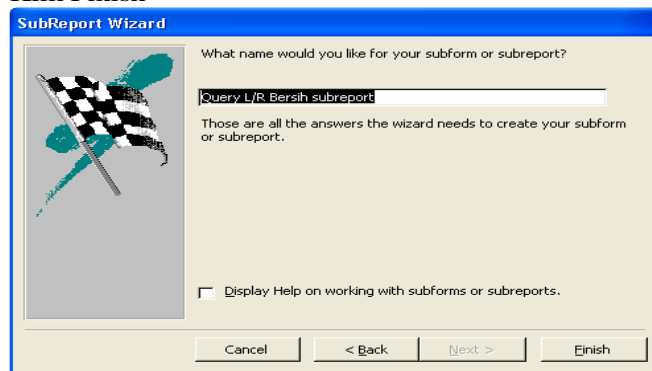 Klik Finish
SubReport Wizard
What name would you like for your subform or subreport?
Query L/R Bersih subreport
Those are all the answers the wizard needs to create your subform
or subreport.
Display Help on working with subforms or subreports.
Cancel
< Back
Next >
Finish